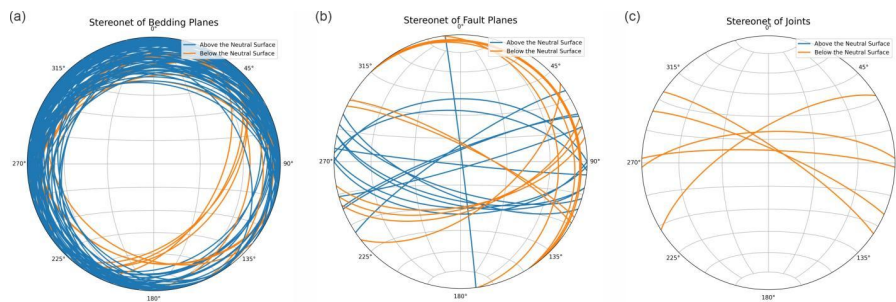 (a)
Stereonet of Bedding Planes
0°
Above the Neutral Surface
Below the Neutral Surface
315°
45°
270°
90°
225°
135°
180°
(b)
Stereonet of Fault Planes
0°
Above the Neutral Surface
Below the Neutral Surface
315°
45°
270°
90°
225°
135°
180°
(c)
Stereonet of Joints
0°
Above the Neutral Surface
Below the Neutral Surface
315°
45°
270°
90°
225°
135°
180°